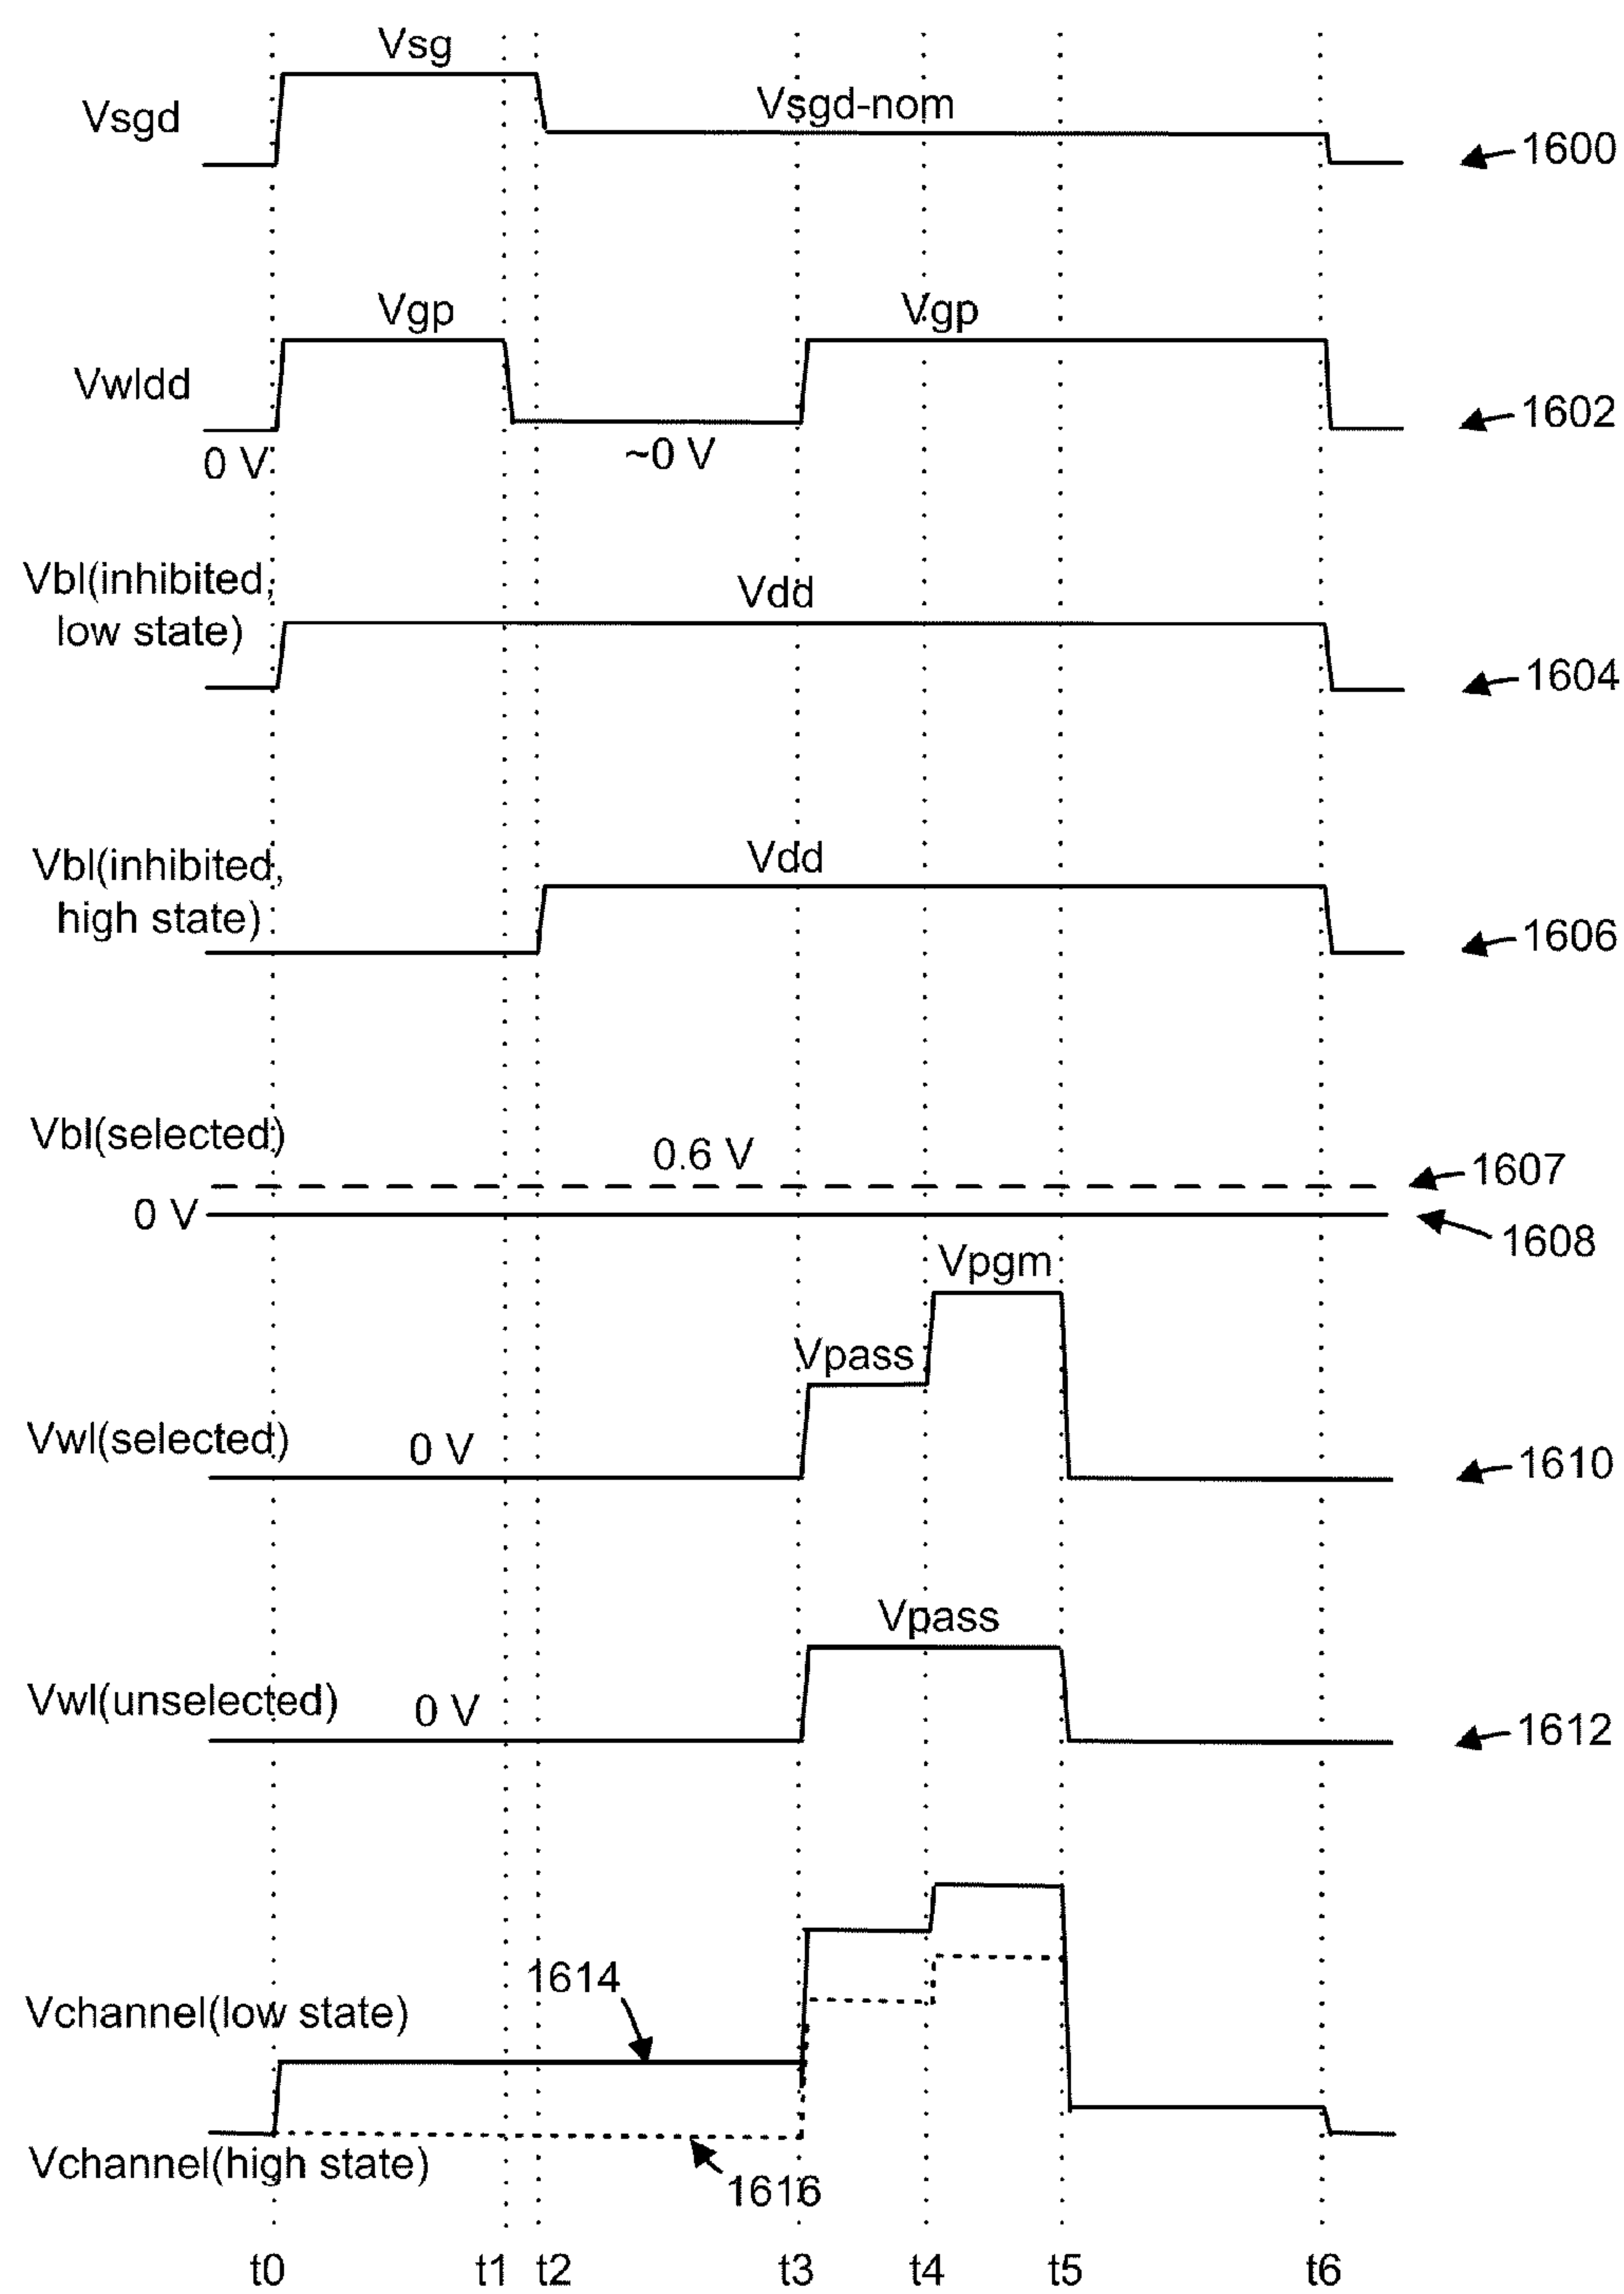 Vsg
Vsgd
Vsgd-nom
1600
Vgp
Vgp
Vwldd
1602
0 V
~0 V
Vbl(inhibited,
low state)
Vdd
1604
Vbl(inhibited,
high state)
Vdd
1606
Vbl(selected)
0.6 V
1607
0 V
1608
Vpgm
Vpass
Vwl(selected)
0 V
1610
Vpass
Vwl(unselected)
0 V
1612
1614
Vchannel(low state)
Vchannel(high state)
1616
t0 t1 t2 t3 t4 t5 t6